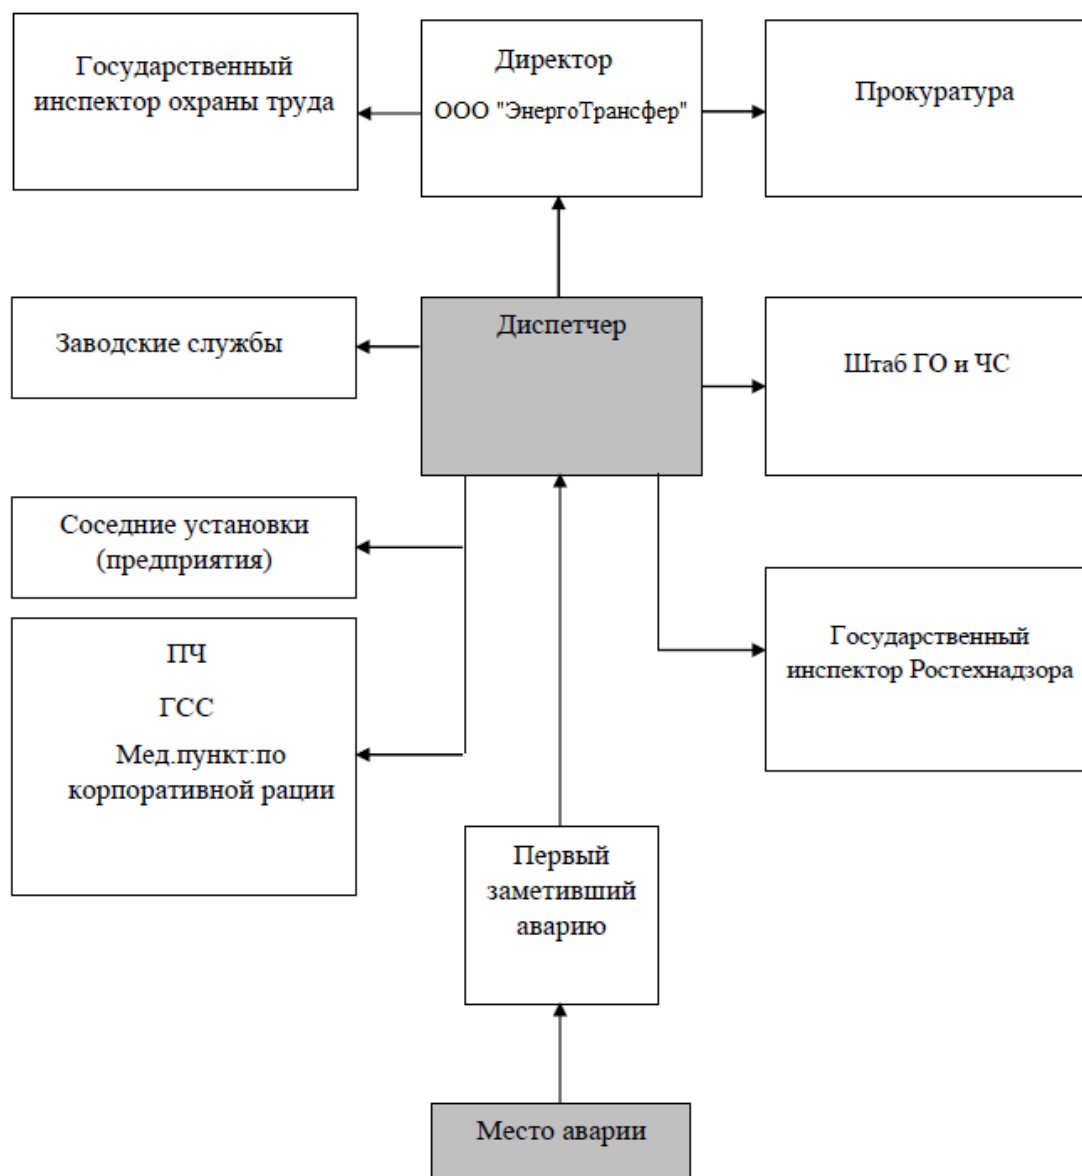 Государственный
инспектор охраны труда
Директор
ООО "ЭнергоТрансфер"
Прокуратура
Заводские службы
Диспетчер
Штаб ГО и ЧС
Соседние установки
(предприятия)
ПЧ
ГСС
Мед.пункт:по
корпоративной рации
Государственный
инспектор Ростехнадзора
Первый
заметивший
аварию
Место аварии